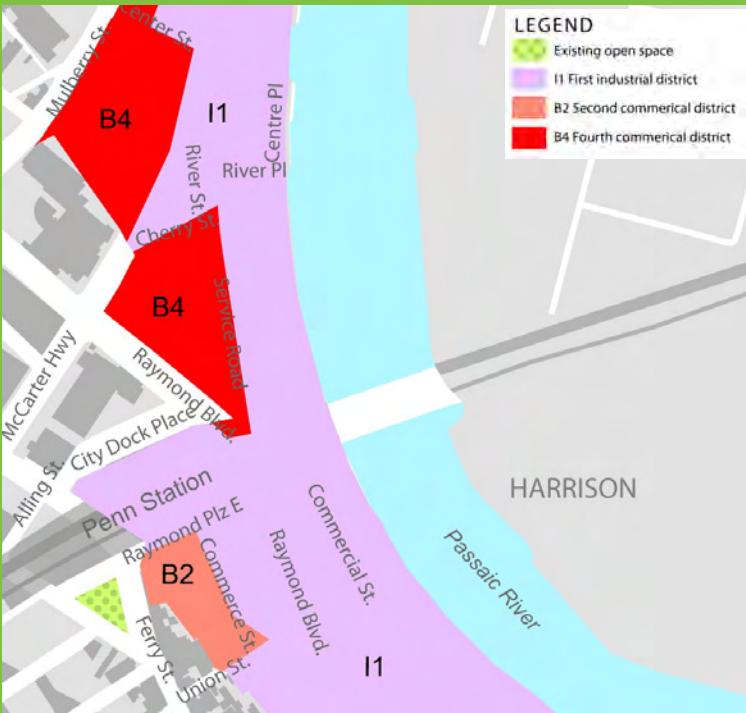 LEGEND
Existing open space
I1 First industrial district
B2 Second commerical district
B4 Fourth commerical district
Center St.
Mulberry St.
B4
I1
Centre Pl
River St.
River Pl
Cherry St.
B4
Service Road
McCarter Hwy
Raymond Blvd.
City Dock Place
Alling St.
Penn Station
HARRISON
Raymond Plz E
Commercial St.
Passaic River
B2
Commerce St.
Raymond Blvd.
Ferry St.
Union St.
I1